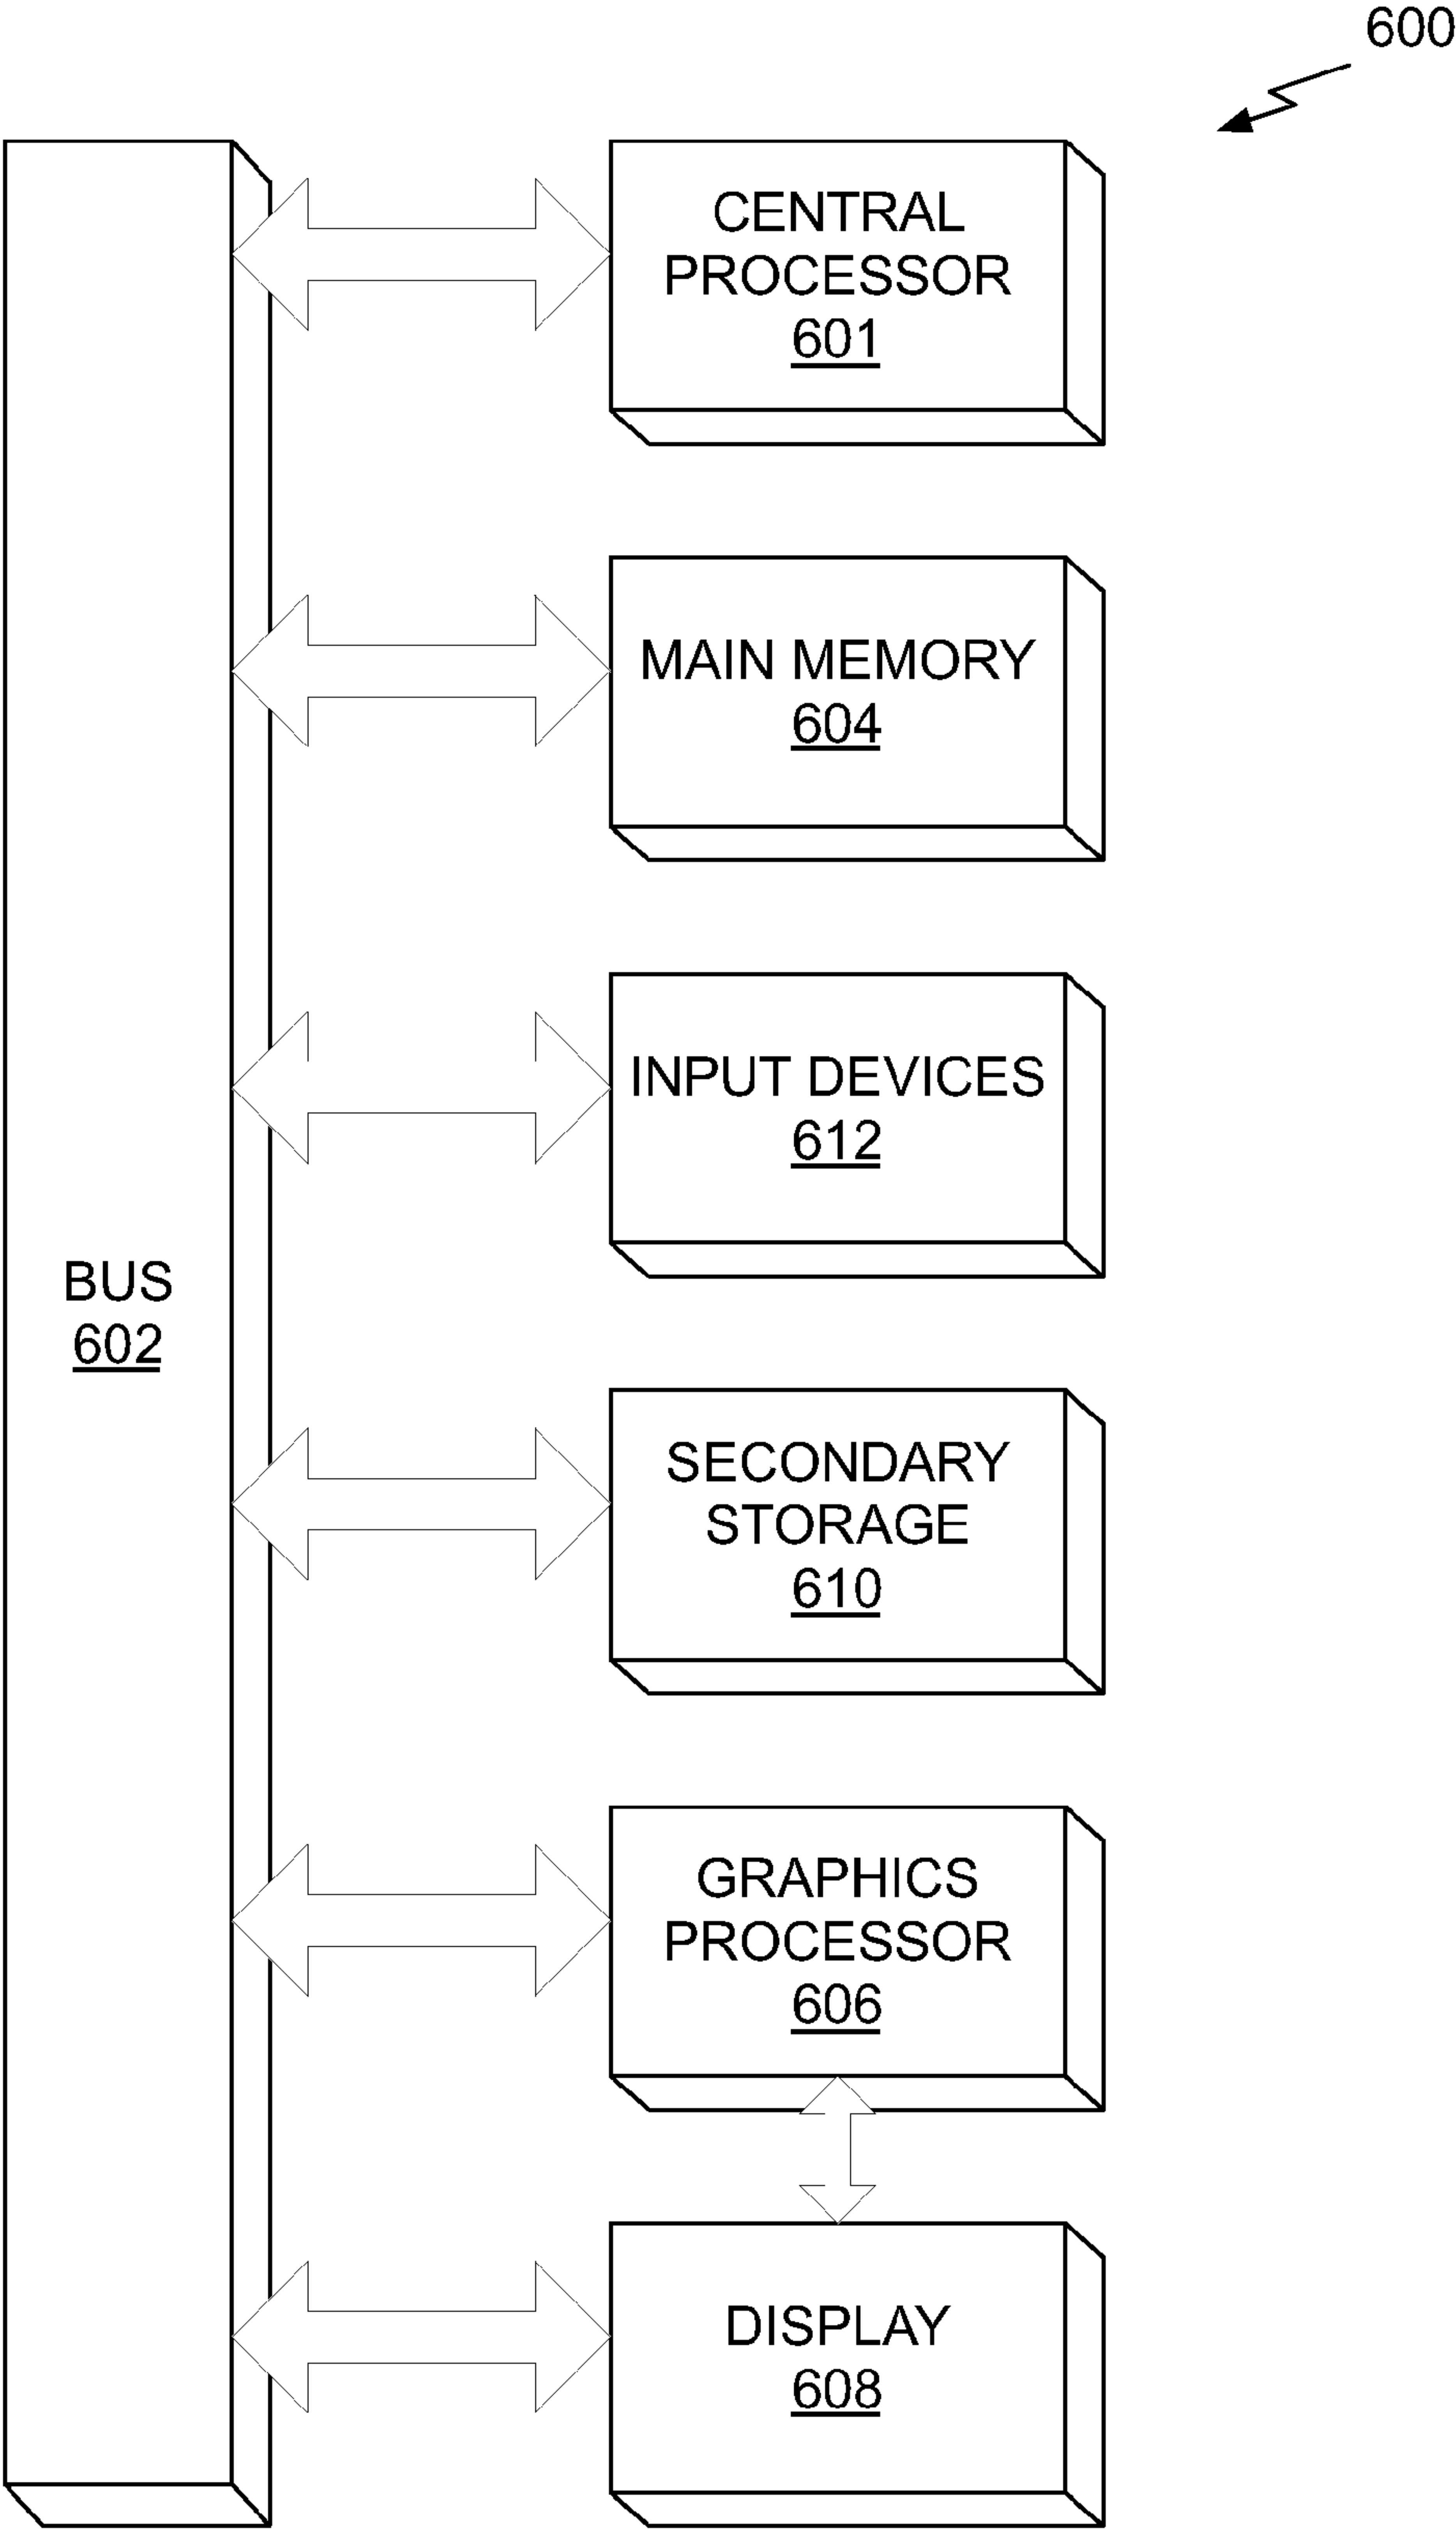 600
CENTRAL
PROCESSOR
601
MAIN MEMORY
604
INPUT DEVICES
612
BUS
602
SECONDARY
STORAGE
610
GRAPHICS
PROCESSOR
606
DISPLAY
608